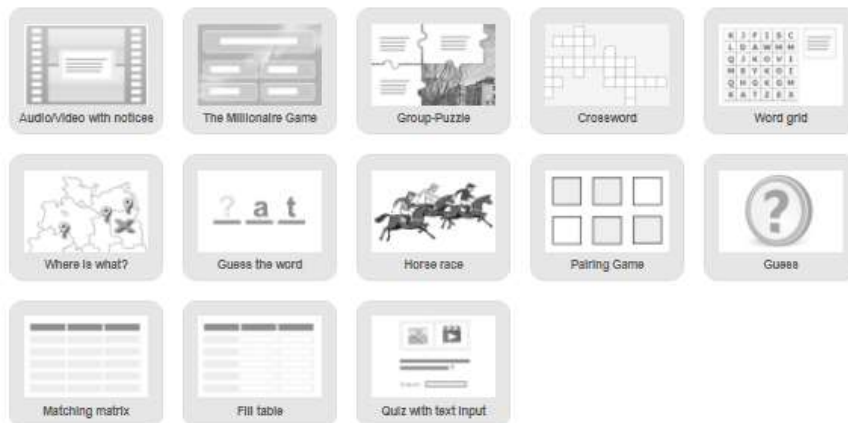 Audio/Video with notices
The Millionaire Game
Group-Puzzle
Crossword
K J F I S C
L D A W H M
Q J K O V I
M R Y K O I
Q H Q K G M
K A T Z E R
Word grid
Where is what?
? a t
Guess the word
Horse race
Pairing Game
?
Guess
Matching matrix
Fill table
Quiz with text input